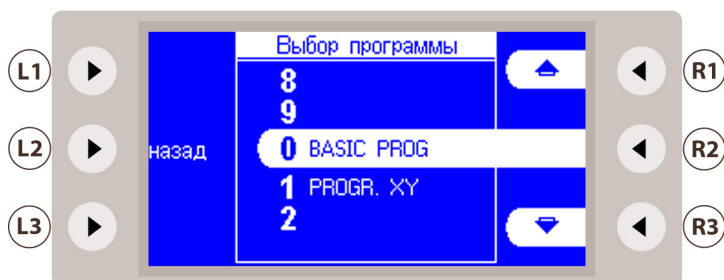 Выбор программы
8
L1 R1
9
L2 назад 0 BASIC PROG R2
1 PROGR. XY
L3 2 R3